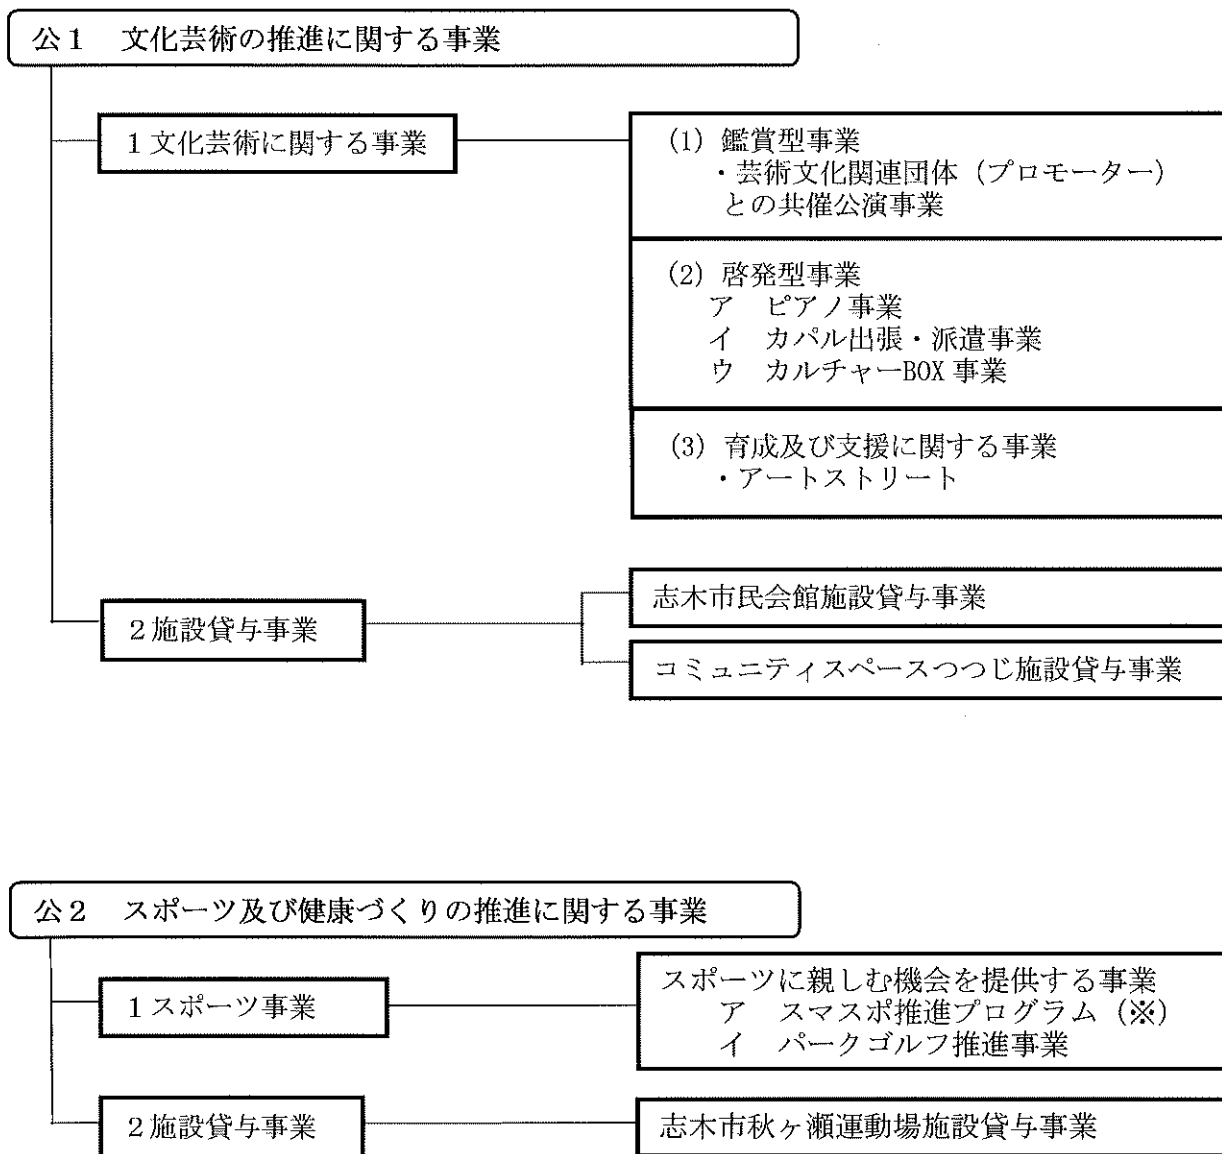 公１　文化芸術の推進に関する事業
１文化芸術に関する事業
(1) 鑑賞型事業
・芸術文化関連団体（プロモーター）
との共催公演事業
(2) 啓発型事業
ア　ピアノ事業
イ　カパル出張・派遣事業
ウ　カルチャーBOX 事業
(3) 育成及び支援に関する事業
・アートストリート
２施設貸与事業
志木市民会館施設貸与事業
コミュニティスペースつつじ施設貸与事業
公２　スポーツ及び健康づくりの推進に関する事業
１スポーツ事業
スポーツに親しむ機会を提供する事業
ア　スマスポ推進プログラム（※）
イ　パークゴルフ推進事業
２施設貸与事業
志木市秋ヶ瀬運動場施設貸与事業